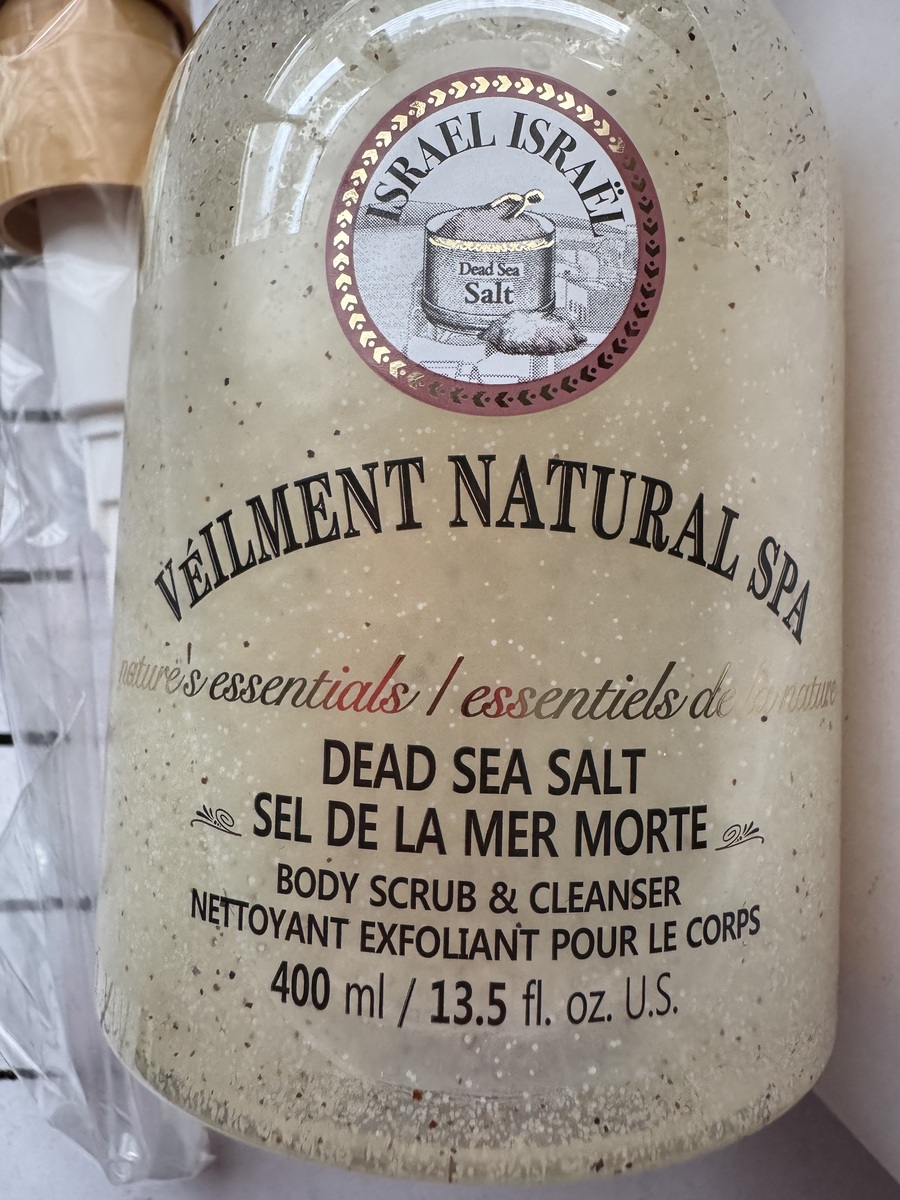 ISRAEL ISRAËL
Dead Sea
Salt
VÉILMENT NATURAL SPA
nature's essentials / essentiels de la nature
DEAD SEA SALT
SEL DE LA MER MORTE
BODY SCRUB & CLEANSER
NETTOYANT EXFOLIANT POUR LE CORPS
400 ml / 13.5 fl. oz. U.S.